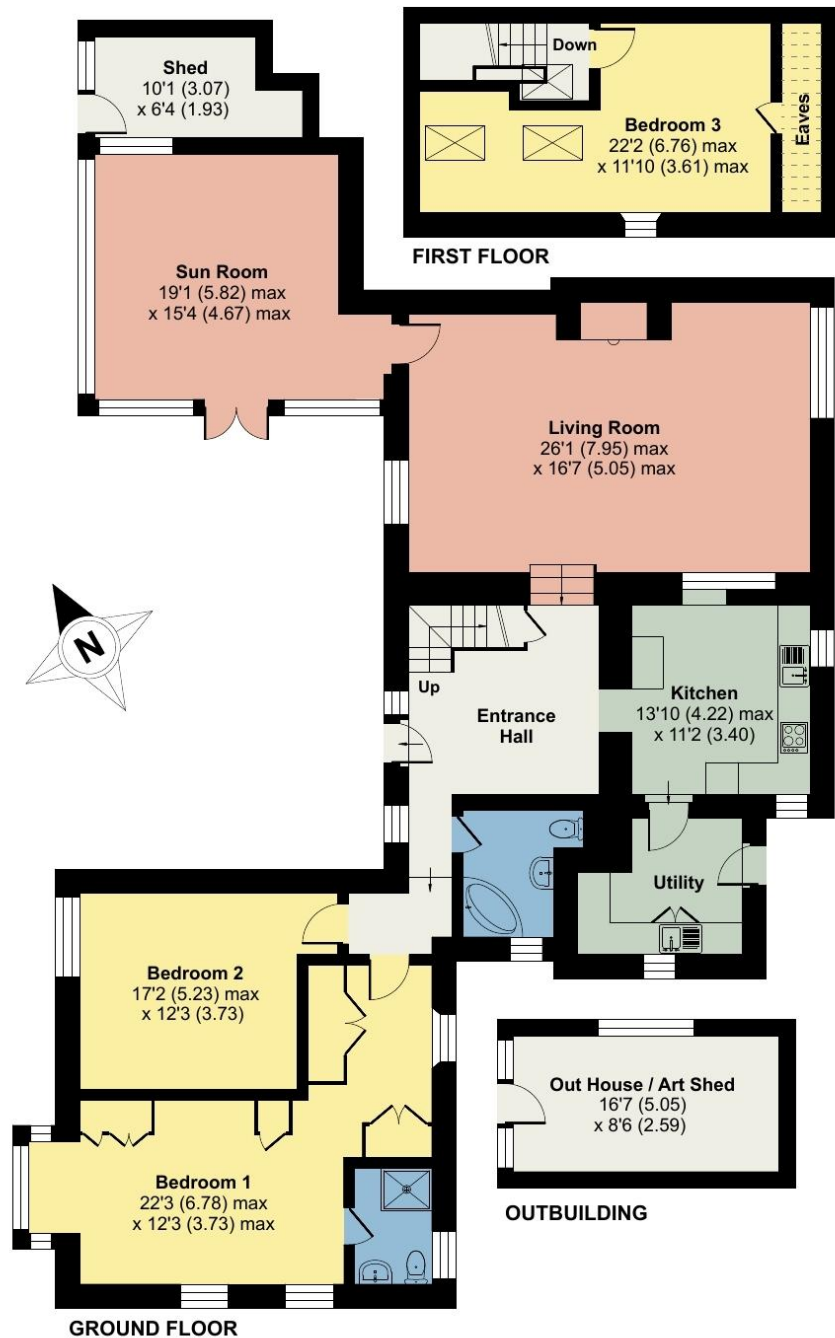 Shed
10'1 (3.07)
x 6'4 (1.93)
Down
Bedroom 3
22'2 (6.76) max
x 11'10 (3.61) max
Eaves
FIRST FLOOR
Sun Room
19'1 (5.82) max
x 15'4 (4.67) max
Living Room
26'1 (7.95) max
x 16'7 (5.05) max
N
Up
Entrance
Hall
Kitchen
13'10 (4.22) max
x 11'2 (3.40)
Utility
Bedroom 2
17'2 (5.23) max
x 12'3 (3.73)
Out House / Art Shed
16'7 (5.05)
x 8'6 (2.59)
OUTBUILDING
Bedroom 1
22'3 (6.78) max
x 12'3 (3.73) max
GROUND FLOOR